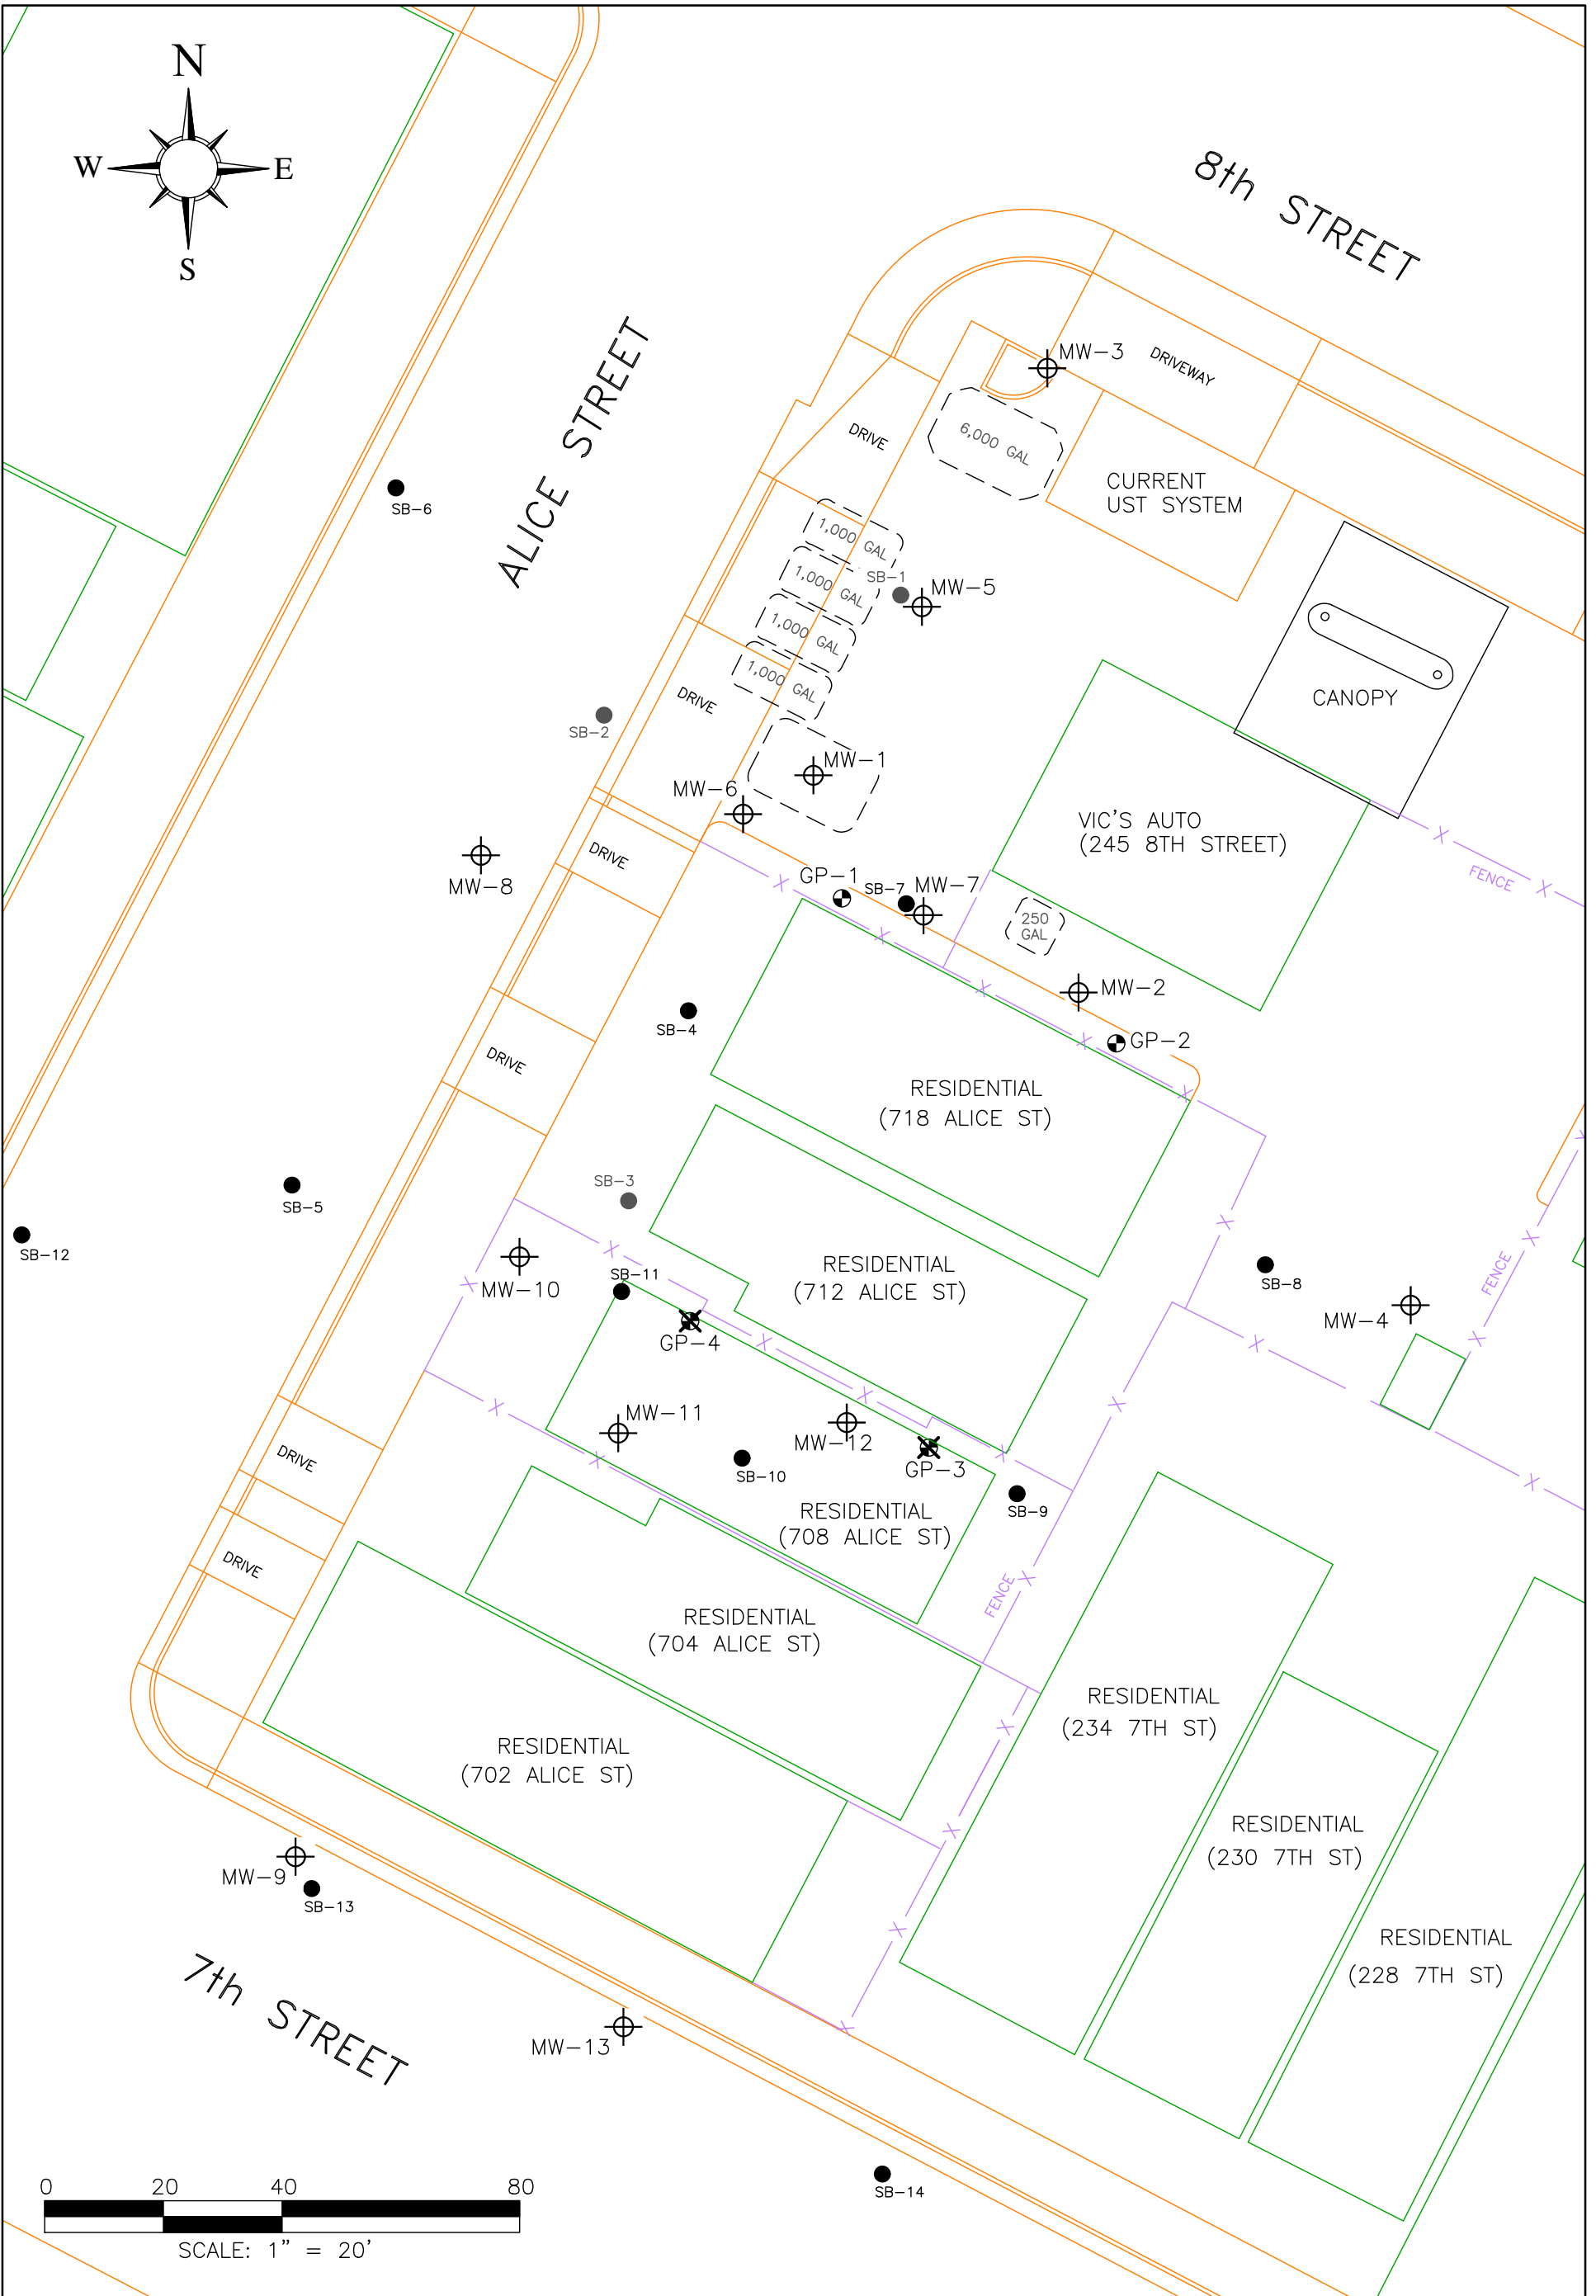 N
W
E
S
8th STREET
ALICE STREET
MW-3
DRIVEWAY
DRIVE
6,000 GAL
CURRENT
UST SYSTEM
SB-6
1,000 GAL
1,000 GAL
SB-1
MW-5
1,000 GAL
1,000 GAL
DRIVE
CANOPY
SB-2
MW-1
MW-6
VIC'S AUTO
(245 8TH STREET)
DRIVE
MW-8
GP-1
SB-7
MW-7
FENCE
250
GAL
MW-2
SB-4
GP-2
DRIVE
RESIDENTIAL
(718 ALICE ST)
SB-3
SB-5
SB-12
RESIDENTIAL
(712 ALICE ST)
SB-11
MW-10
SB-8
FENCE
MW-4
GP-4
MW-11
MW-12
DRIVE
GP-3
SB-10
SB-9
RESIDENTIAL
(708 ALICE ST)
DRIVE
FENCE
RESIDENTIAL
(704 ALICE ST)
RESIDENTIAL
(234 7TH ST)
RESIDENTIAL
(702 ALICE ST)
RESIDENTIAL
(230 7TH ST)
MW-9
SB-13
RESIDENTIAL
(228 7TH ST)
7th STREET
MW-13
SB-14
0 20 40 80
SCALE: 1" = 20'